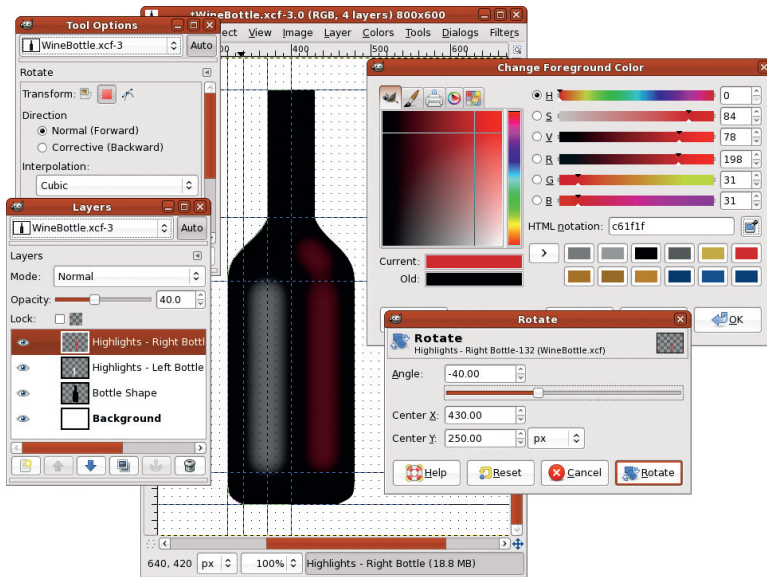 *WineBottle.xcf-3.0 (RGB, 4 layers) 800x600
ect View Image Layer Colors Tools Dialogs Filters
400 500 600
Tool Options
WineBottle.xcf-3 Auto
Rotate
Transform:
Direction
Normal (Forward)
Corrective (Backward)
Interpolation:
Cubic
Layers
WineBottle.xcf-3 Auto
Layers
Mode: Normal
Opacity: 40.0
Lock:
Highlights - Right Bottl
Highlights - Left Bottle
Bottle Shape
Background
Change Foreground Color
H 0
S 84
V 78
R 198
G 31
B 31
HTML notation: c61f1f
Current:
Old:
OK
Rotate
Rotate
Highlights - Right Bottle-132 (WineBottle.xcf)
Angle: -40.00
Center X: 430.00
Center Y: 250.00 px
Help Reset Cancel Rotate
640, 420 px 100% Highlights - Right Bottle (18.8 MB)